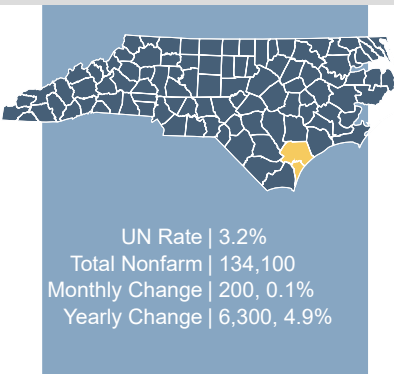 UN Rate | 3.2%
Total Nonfarm | 134,100
Monthly Change | 200, 0.1%
Yearly Change | 6,300, 4.9%